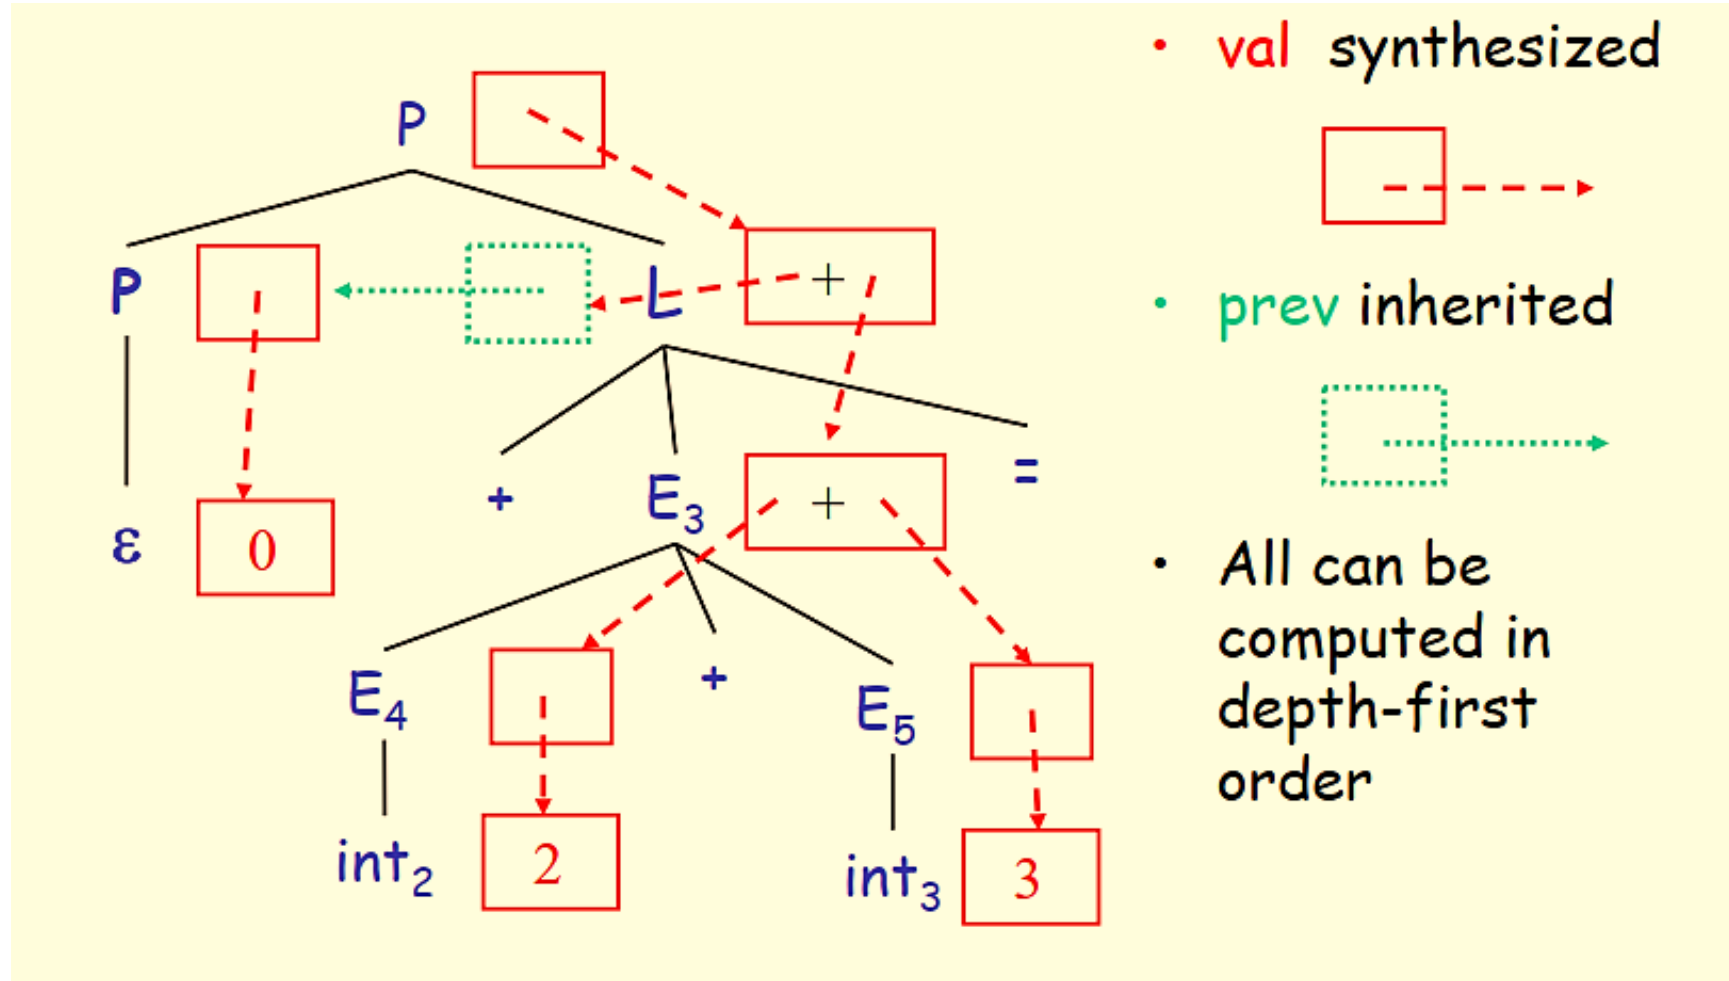 P
P
L
+
+
E3
+
=
ε
0
E4
+
E5
int2
2
int3
3
• val synthesized
• prev inherited
• All can be
computed in
depth-first
order